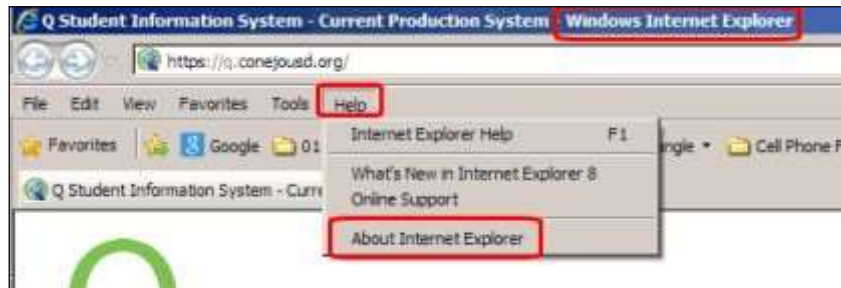 Q Student Information System - Current Production System - Windows Internet Explorer
https://q.conejousd.org/
File Edit View Favorites Tools Help
Internet Explorer Help F1
Favorites Google 01 Cell Phone F
What's New in Internet Explorer 8
Q Student Information System - Curre
Online Support
About Internet Explorer